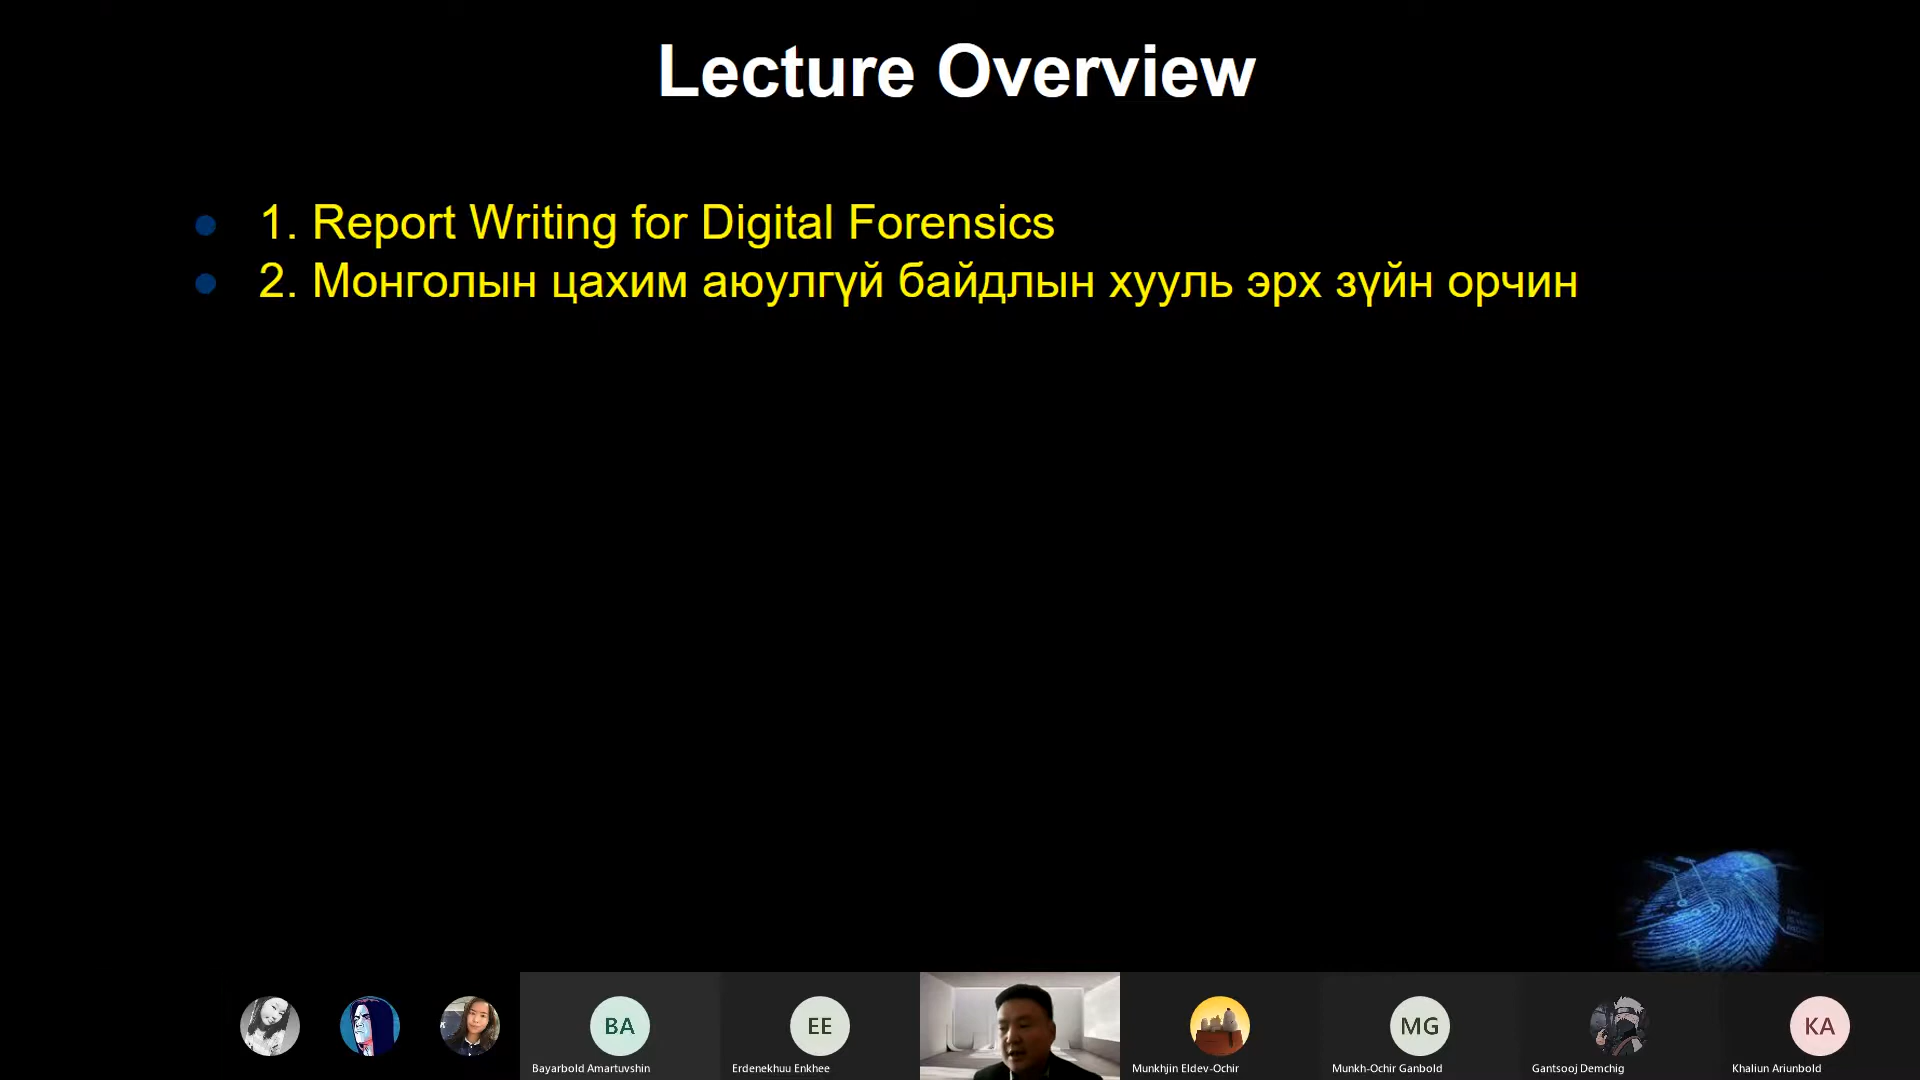 Lecture Overview
1. Report Writing for Digital Forensics
2. Монголын цахим аюулгүй байдлын хууль эрх зүйн орчин
BA
EE
MG
KA
Bayarbold Amartuvshin
Erdenekhuu Enkhee
Munkhjin Eldev-Ochir
Munkh-Ochir Ganbold
Gantsooj Demchig
Khaliun Ariunbold